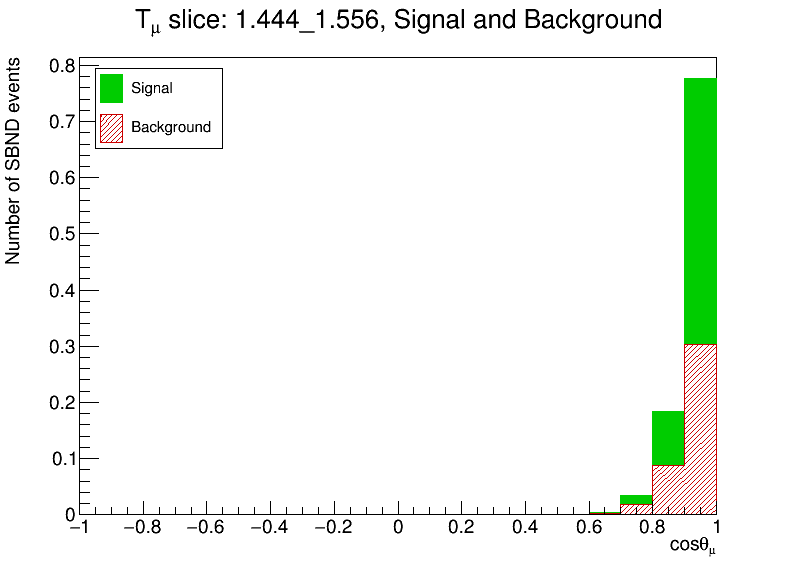 Tμ slice: 1.444_1.556, Signal and Background
Number of SBND events
0.8
0.7
0.6
0.5
0.4
0.3
0.2
0.1
0
Signal
Background
−1 −0.8 −0.6 −0.4 −0.2 0 0.2 0.4 0.6 0.8 1
cosθμ